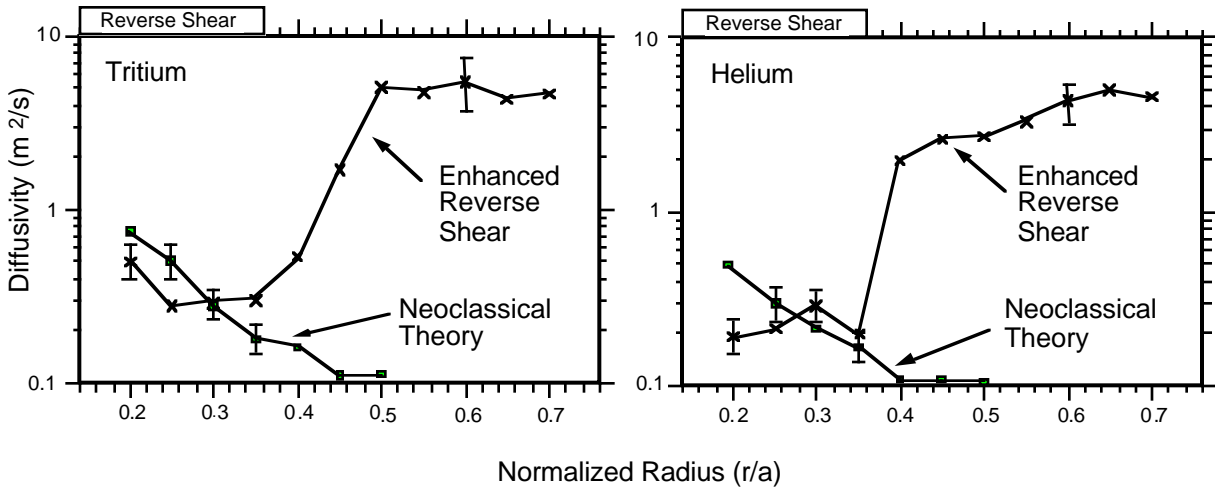 Reverse Shear
Tritium
10
1
0.1
Diffusivity (m 2/s)
Enhanced
Reverse
Shear
Neoclassical
Theory
0.2 0.3 0.4 0.5 0.6 0.7
Reverse Shear
Helium
10
1
0.1
Enhanced
Reverse
Shear
Neoclassical
Theory
0.2 0.3 0.4 0.5 0.6 0.7
Normalized Radius (r/a)